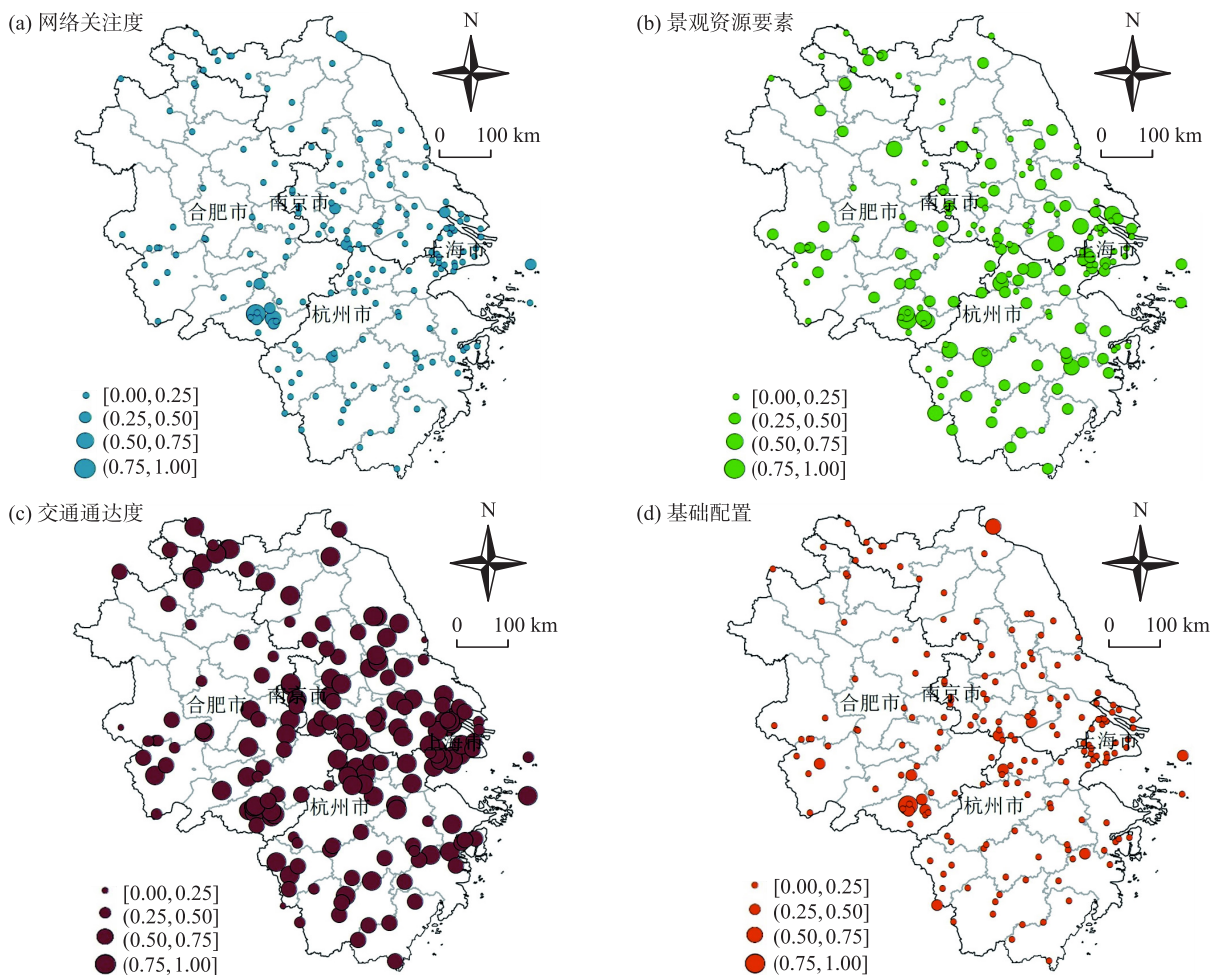 (a) 网络关注度
N
0 100 km
合肥市
南京市
上海市
杭州市
[0.00, 0.25]
(0.25, 0.50]
(0.50, 0.75]
(0.75, 1.00]
(b) 景观资源要素
N
0 100 km
合肥市
南京市
上海市
杭州市
[0.00, 0.25]
(0.25, 0.50]
(0.50, 0.75]
(0.75, 1.00]
(c) 交通通达度
N
0 100 km
合肥市
南京市
上海市
杭州市
[0.00, 0.25]
(0.25, 0.50]
(0.50, 0.75]
(0.75, 1.00]
(d) 基础配置
N
0 100 km
合肥市
南京市
上海市
杭州市
[0.00, 0.25]
(0.25, 0.50]
(0.50, 0.75]
(0.75, 1.00]